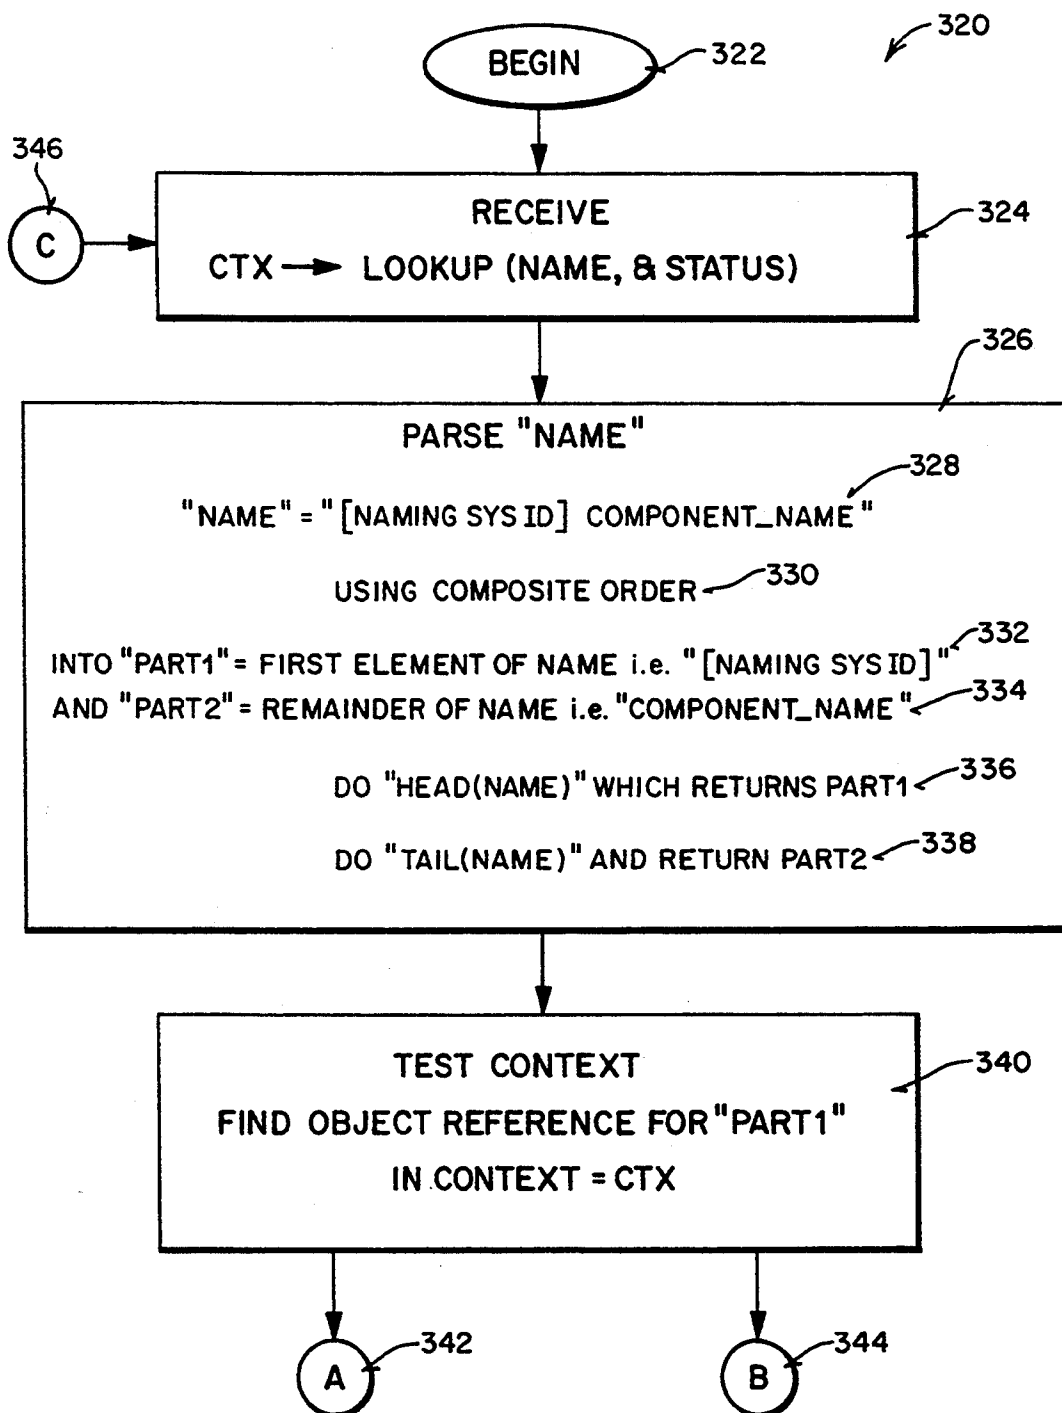 320
BEGIN 322
346
C
RECEIVE
CTX → LOOKUP (NAME, & STATUS) 324
326
PARSE "NAME"
328
"NAME" = "[NAMING SYS ID] COMPONENT_NAME"
USING COMPOSITE ORDER 330
332
INTO "PART1" = FIRST ELEMENT OF NAME i.e. "[NAMING SYS ID]"
AND "PART2" = REMAINDER OF NAME i.e. "COMPONENT_NAME" 334
DO "HEAD(NAME)" WHICH RETURNS PART1 336
DO "TAIL(NAME)" AND RETURN PART2 338
TEST CONTEXT 340
FIND OBJECT REFERENCE FOR "PART1"
IN CONTEXT = CTX
A 342
B 344